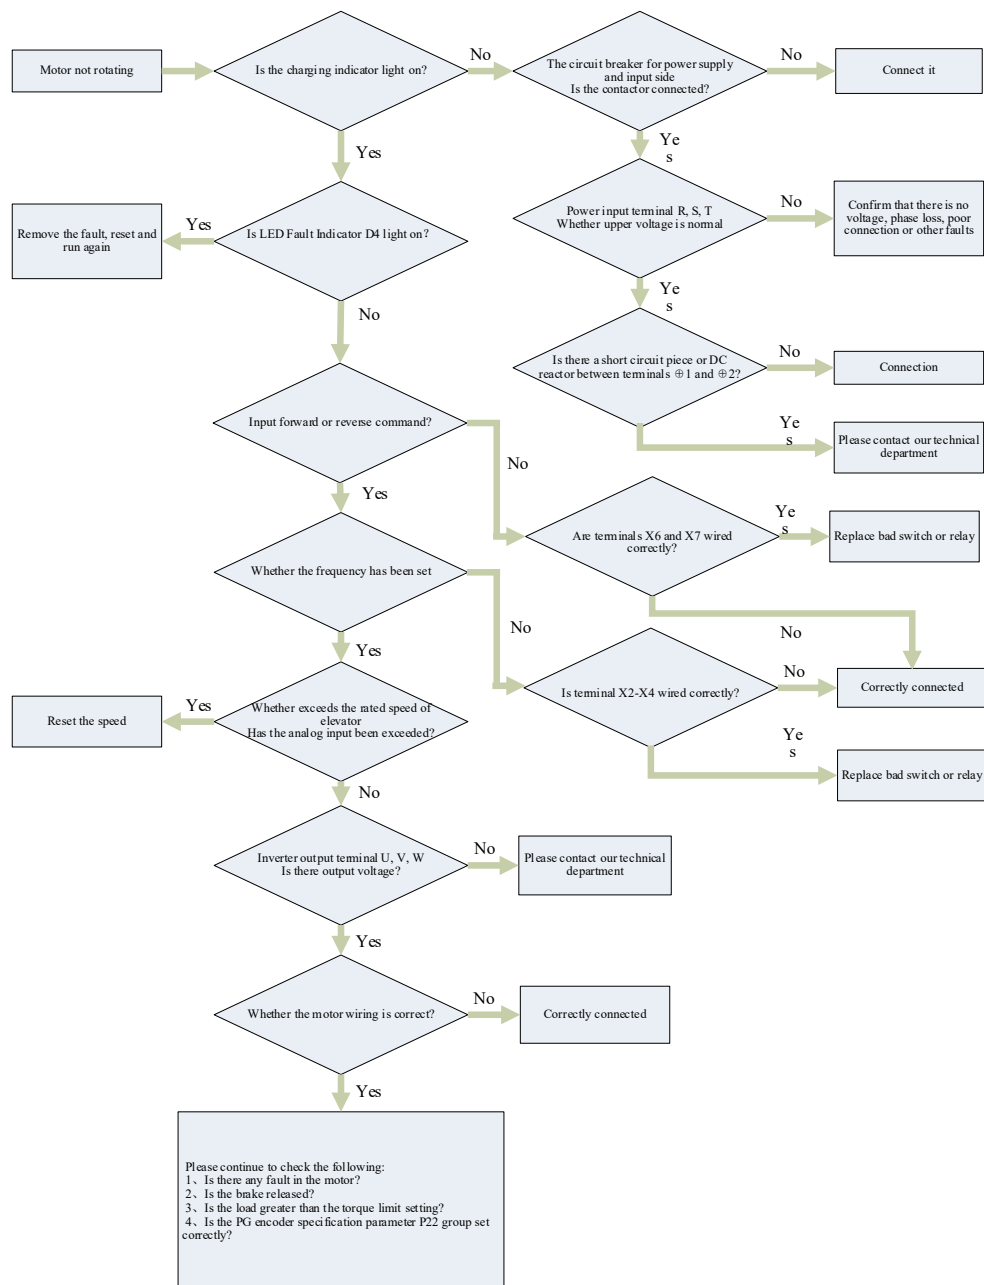 Motor not rotating
Is the charging indicator light on?
No
The circuit breaker for power supply
and input side
Is the contactor connected?
No
Connect it
Yes
Ye
s
Remove the fault, reset and
run again
Yes
Is LED Fault Indicator D4 light on?
Power input terminal R, S, T
Whether upper voltage is normal
No
Confirm that there is no
voltage, phase loss, poor
connection or other faults
No
Ye
s
Is there a short circuit piece or DC
reactor between terminals ⊕1 and ⊕2?
No
Connection
Input forward or reverse command?
Ye
s
Please contact our technical
department
No
Yes
Are terminals X6 and X7 wired
correctly?
Ye
s
Replace bad switch or relay
Whether the frequency has been set
No
No
Yes
Is terminal X2-X4 wired correctly?
No
Correctly connected
Reset the speed
Yes
Whether exceeds the rated speed of
elevator
Has the analog input been exceeded?
Ye
s
Replace bad switch or relay
No
Inverter output terminal U, V, W
Is there output voltage?
No
Please contact our technical
department
Yes
Whether the motor wiring is correct?
No
Correctly connected
Yes
Please continue to check the following:
1、Is there any fault in the motor?
2、Is the brake released?
3、Is the load greater than the torque limit setting?
4、Is the PG encoder specification parameter P22 group set
correctly?